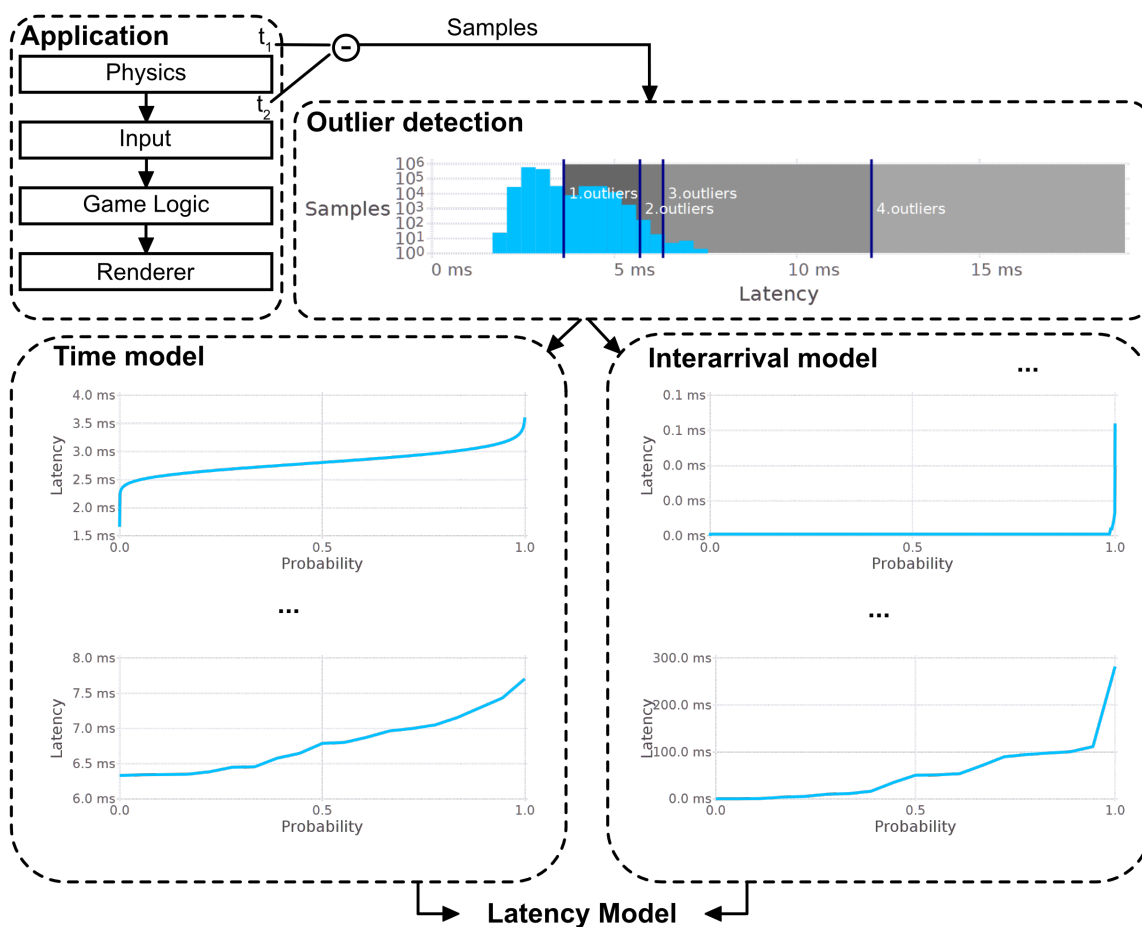 Application
t1
Samples
Physics
t2
Input
Game Logic
Renderer
Outlier detection
10^6
10^5
10^4
10^3
10^2
10^1
10^0
Samples
1.outliers
3.outliers
2.outliers
4.outliers
0 ms 5 ms 10 ms 15 ms
Latency
Time model
4.0 ms
3.5 ms
3.0 ms
2.5 ms
2.0 ms
1.5 ms
Latency
0.0 0.5 1.0
Probability
...
8.0 ms
7.5 ms
7.0 ms
6.5 ms
6.0 ms
Latency
0.0 0.5 1.0
Probability
Interarrival model
...
0.1 ms
0.1 ms
0.0 ms
0.0 ms
0.0 ms
Latency
0.0 0.5 1.0
Probability
...
300.0 ms
200.0 ms
100.0 ms
0.0 ms
Latency
0.0 0.5 1.0
Probability
Latency Model